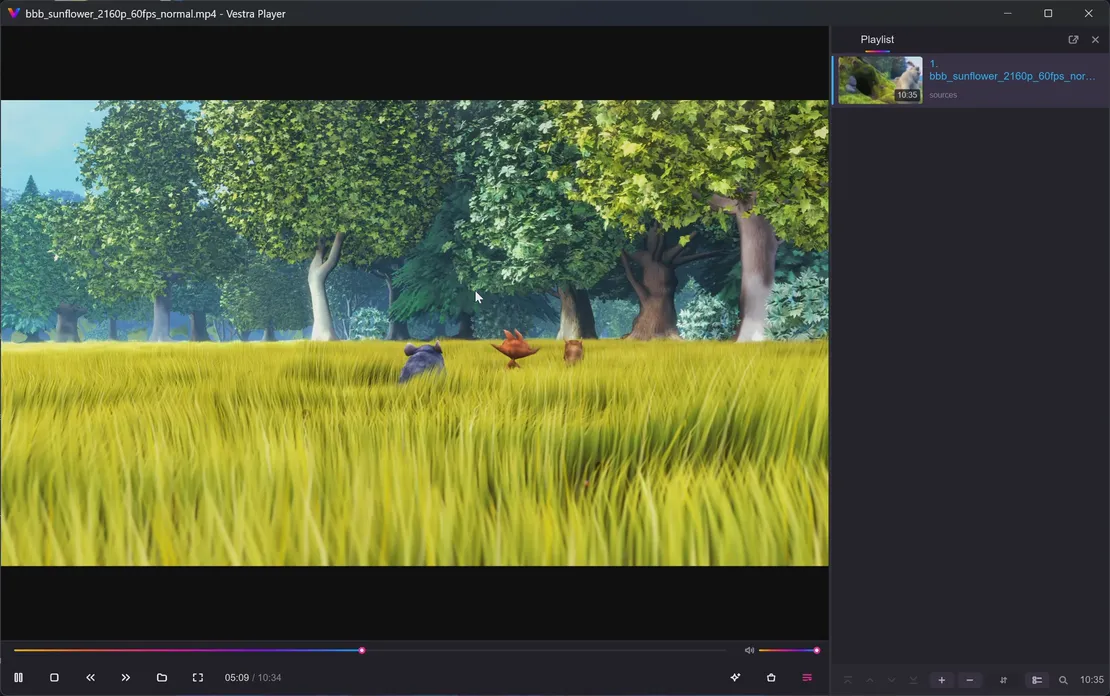 bbb_sunflower_2160p_60fps_normal.mp4 - Vestra Player
Playlist
1.
bbb_sunflower_2160p_60fps_nor...
10:35
sources
05:09 / 10:34
10:35